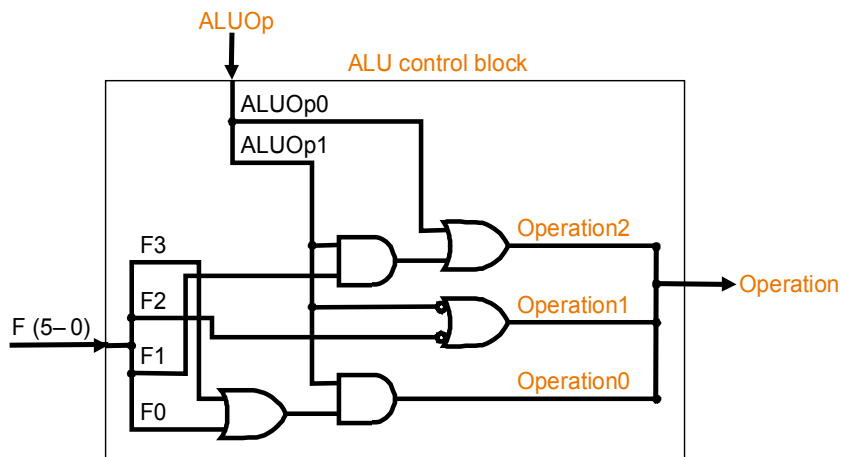 ALUOp
ALU control block
ALUOp0
ALUOp1
F3
Operation2
F2
Operation1
Operation
F (5–0)
F1
Operation0
F0